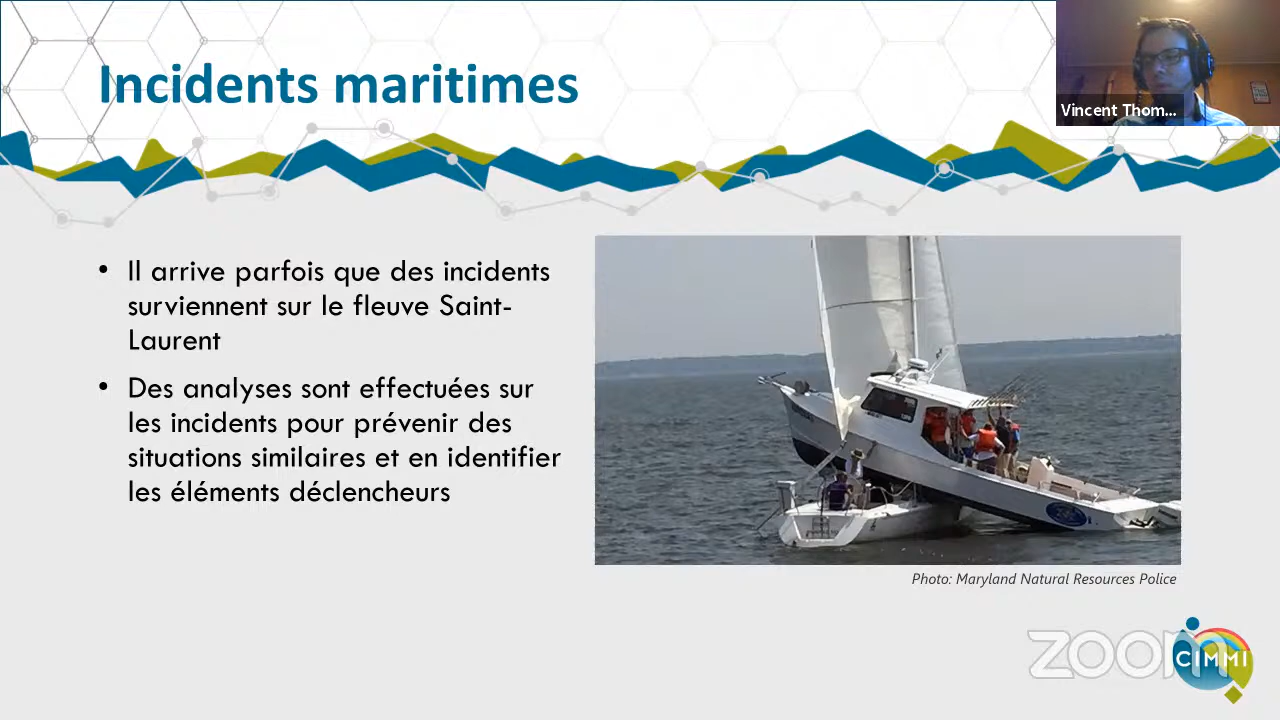 Incidents maritimes
Vincent Thom...
• Il arrive parfois que des incidents
surviennent sur le fleuve Saint-
Laurent
• Des analyses sont effectuées sur
les incidents pour prévenir des
situations similaires et en identifier
les éléments déclencheurs
Photo: Maryland Natural Resources Police
zoom
CIMMI